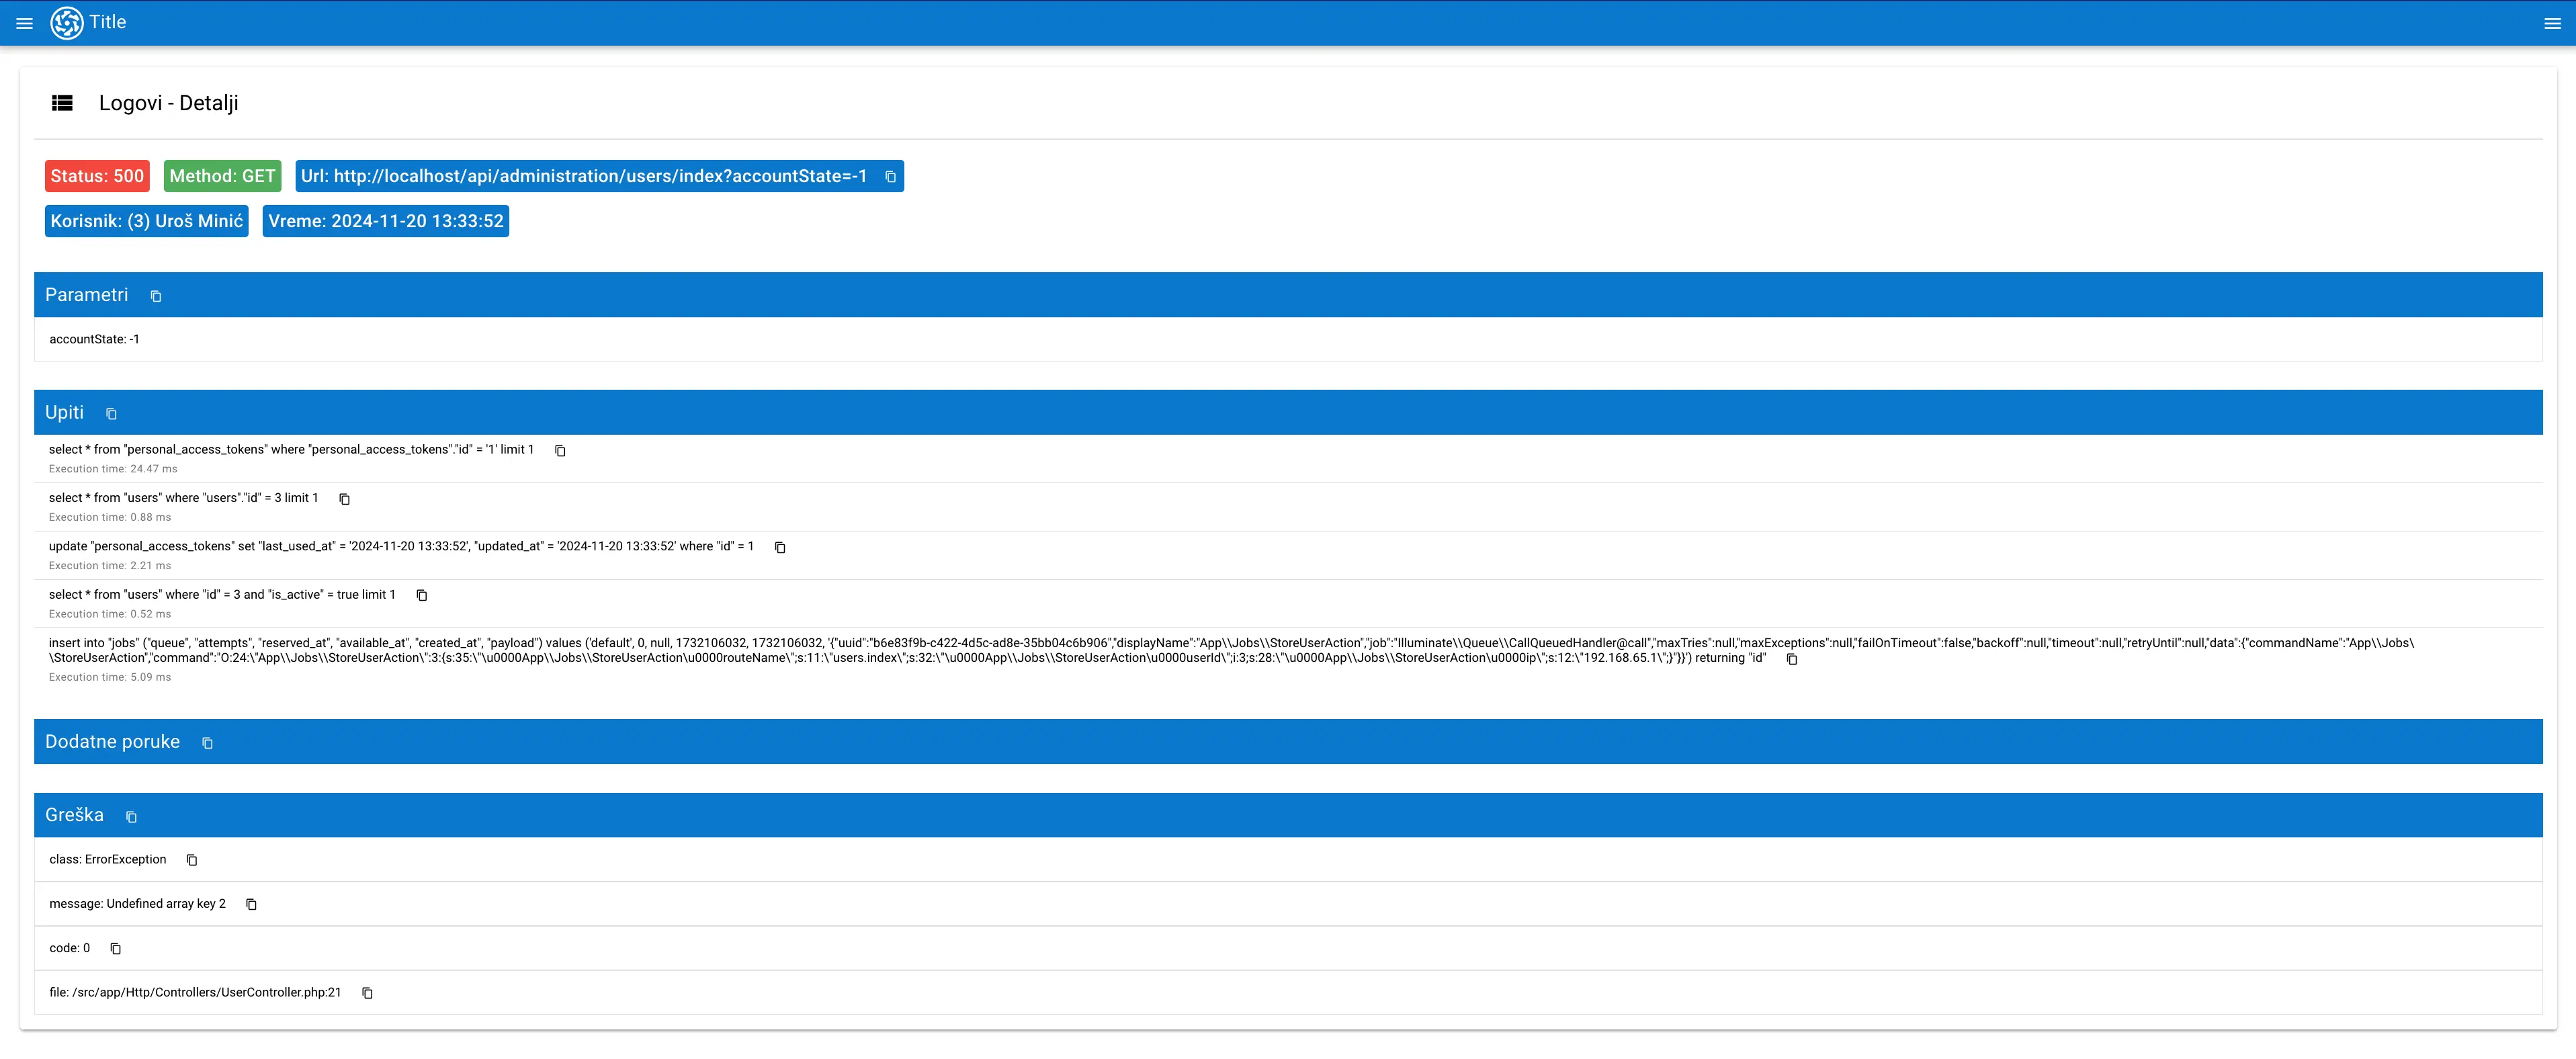 Title
Logovi - Detalji
Status: 500 Method: GET Url: http://localhost/api/administration/users/index?accountState=-1
Korisnik: (3) Uroš Minić Vreme: 2024-11-20 13:33:52
Parametri
accountState: -1
Upiti
select * from "personal_access_tokens" where "personal_access_tokens"."id" = '1' limit 1
Execution time: 24.47 ms
select * from "users" where "users"."id" = 3 limit 1
Execution time: 0.88 ms
update "personal_access_tokens" set "last_used_at" = '2024-11-20 13:33:52', "updated_at" = '2024-11-20 13:33:52' where "id" = 1
Execution time: 2.21 ms
select * from "users" where "id" = 3 and "is_active" = true limit 1
Execution time: 0.52 ms
insert into "jobs" ("queue", "attempts", "reserved_at", "available_at", "created_at", "payload") values ('default', 0, null, 1732106032, 1732106032, '{"uuid":"b6e83f9b-c422-4d5c-ad8e-35bb04c6b906","displayName":"App\\Jobs\\StoreUserAction","job":"Illuminate\\Queue\\CallQueuedHandler@call","maxTries":null,"maxExceptions":null,"failOnTimeout":false,"backoff":null,"timeout":null,"retryUntil":null,"data":{"commandName":"App\\Jobs\
\StoreUserAction","command":"O:24:\"App\\Jobs\\StoreUserAction\":3:{s:35:\"\u0000App\\Jobs\\StoreUserAction\u0000routeName\";s:11:\"users.index\";s:32:\"\u0000App\\Jobs\\StoreUserAction\u0000userId\";i:3;s:28:\"\u0000App\\Jobs\\StoreUserAction\u0000ip\";s:12:\"192.168.65.1\";}"}}') returning "id"
Execution time: 5.09 ms
Dodatne poruke
Greška
class: ErrorException
message: Undefined array key 2
code: 0
file: /src/app/Http/Controllers/UserController.php:21